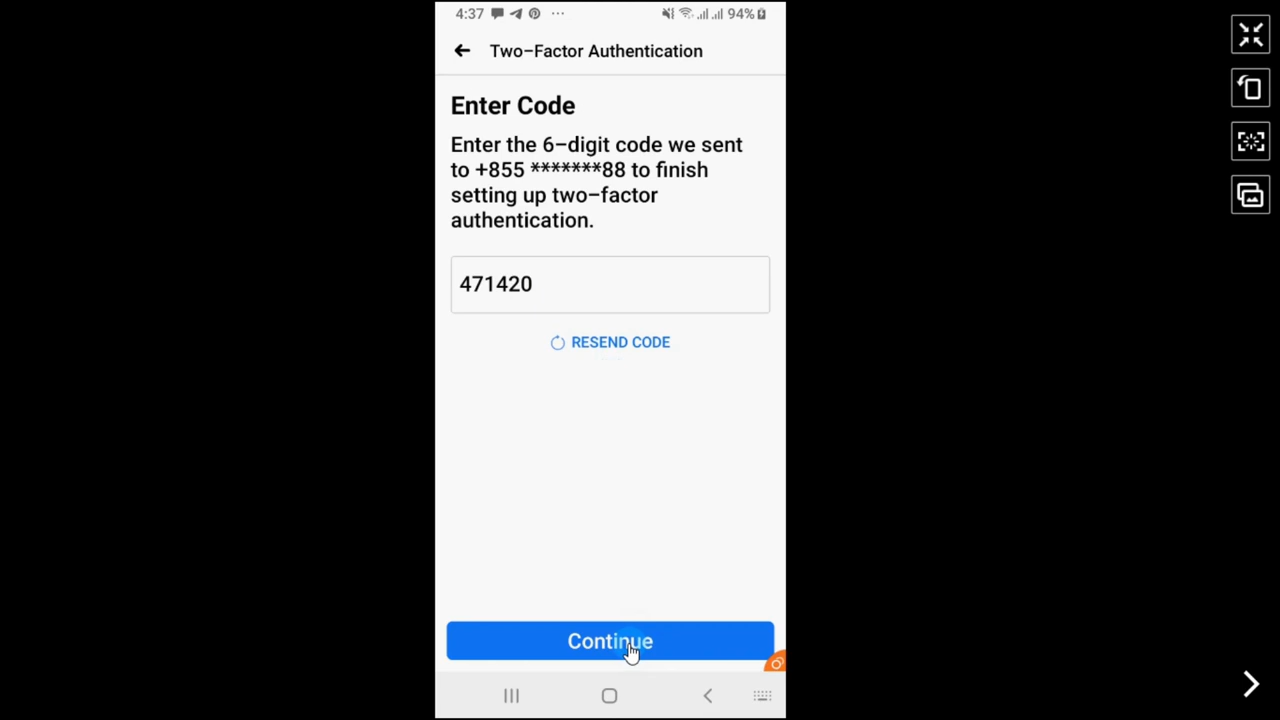 4:37 94%
Two-Factor Authentication
Enter Code
Enter the 6-digit code we sent
to +855 *******88 to finish
setting up two-factor
authentication.
471420
RESEND CODE
Continue